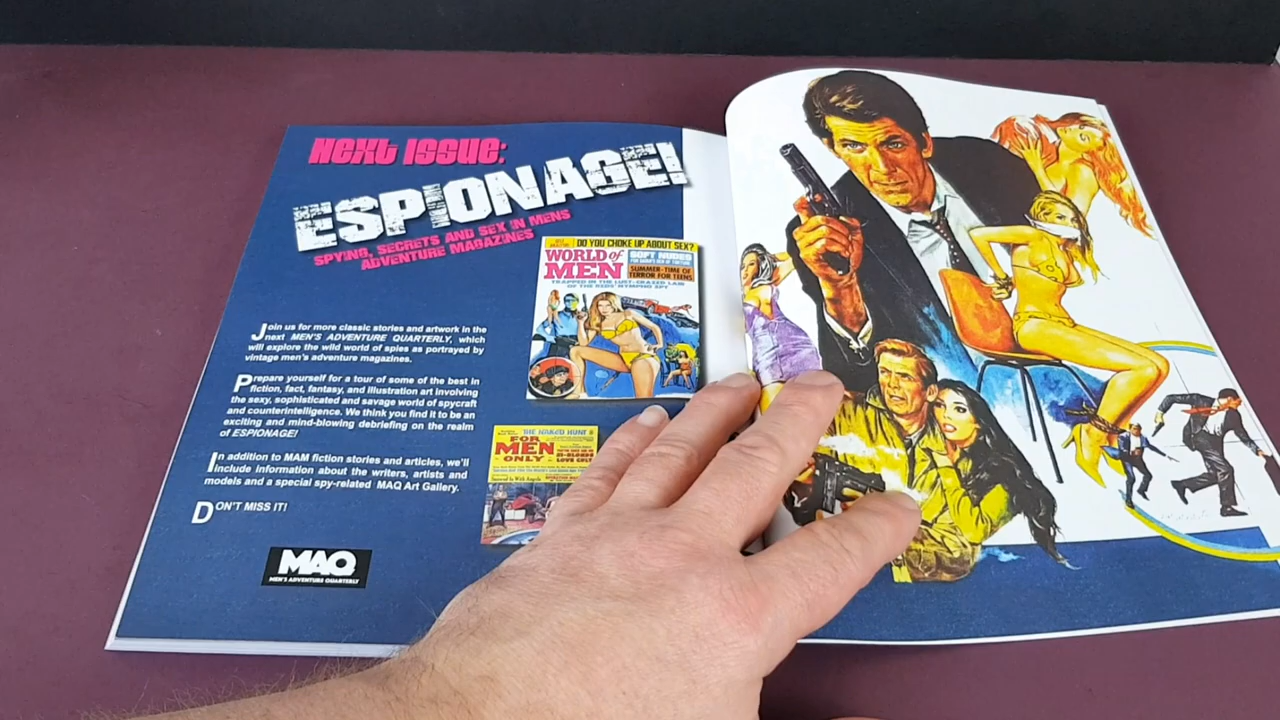 NEXT ISSUE:
ESPIONAGE!
SPYING, SECRETS AND SEX IN MENS
ADVENTURE MAGAZINES
Join us for more classic stories and artwork in the
next MEN'S ADVENTURE QUARTERLY, which
will explore the wild world of spies as portrayed by
vintage men's adventure magazines.
Prepare yourself for a tour of some of the best in
fiction, fact, fantasy, and illustration art involving
the sexy, sophisticated and savage world of spycraft
and counterintelligence. We think you find it to be an
exciting and mind-blowing debriefing on the realm
of ESPIONAGE!
In addition to MAM fiction stories and articles, we'll
include information about the writers, artists and
models and a special spy-related MAQ Art Gallery.
DON'T MISS IT!
MAQ
MEN'S ADVENTURE QUARTERLY
DO YOU CHOKE UP ABOUT SEX?
WORLD of
MEN
SOFT NUDES
SUMMER-TIME OF
TERROR FOR TEENS
TRAPPED IN THE LUST-CRAZED LAIR
OF THE REDS' NYMPHO SPY
THE NAKED HUNT
FOR
MEN
ONLY